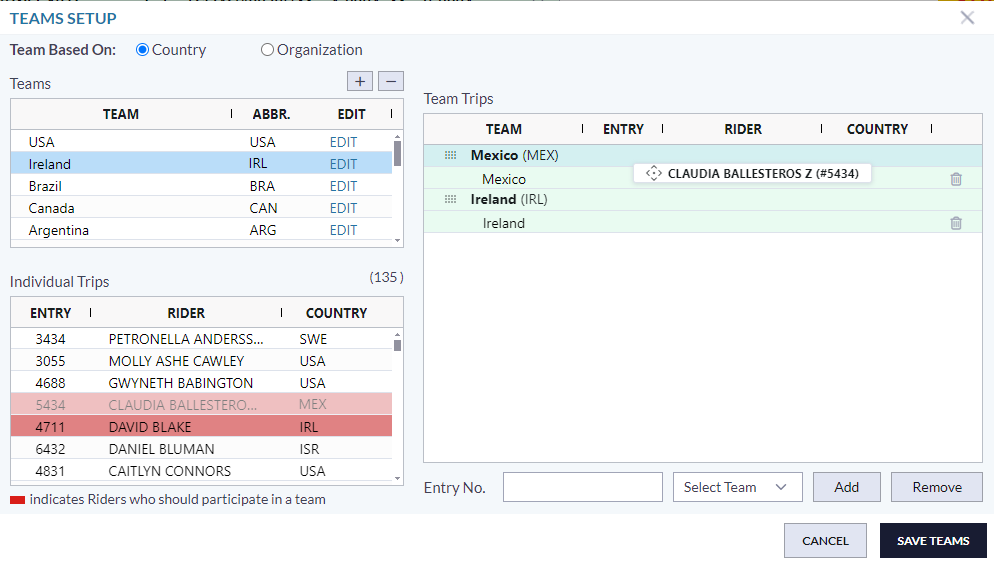 TEAMS SETUP
Team Based On: Country Organization
Teams
TEAM ABBR. EDIT
USA USA EDIT
Ireland IRL EDIT
Brazil BRA EDIT
Canada CAN EDIT
Argentina ARG EDIT
Individual Trips (135)
ENTRY RIDER COUNTRY
3434 PETRONELLA ANDERSS... SWE
3055 MOLLY ASHE CAWLEY USA
4688 GWYNETH BABINGTON USA
5434 CLAUDIA BALLESTERO... MEX
4711 DAVID BLAKE IRL
6432 DANIEL BLUMAN ISR
4831 CAITLYN CONNORS USA
indicates Riders who should participate in a team
Team Trips
TEAM ENTRY RIDER COUNTRY
Mexico (MEX)
CLAUDIA BALLESTEROS Z (#5434)
Mexico
Ireland (IRL)
Ireland
Entry No. Select Team Add Remove
CANCEL SAVE TEAMS